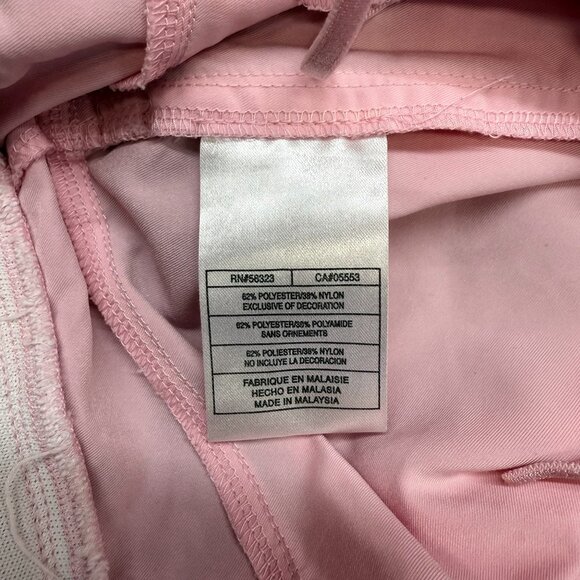 RN#56323 CA#05553
62% POLYESTER/38% NYLON
EXCLUSIVE OF DECORATION
62% POLYESTER/38% POLYAMIDE
SANS ORNEMENTS
62% POLIESTER/38% NYLON
NO INCLUYE LA DECORACION
FABRIQUE EN MALAISIE
HECHO EN MALASIA
MADE IN MALAYSIA